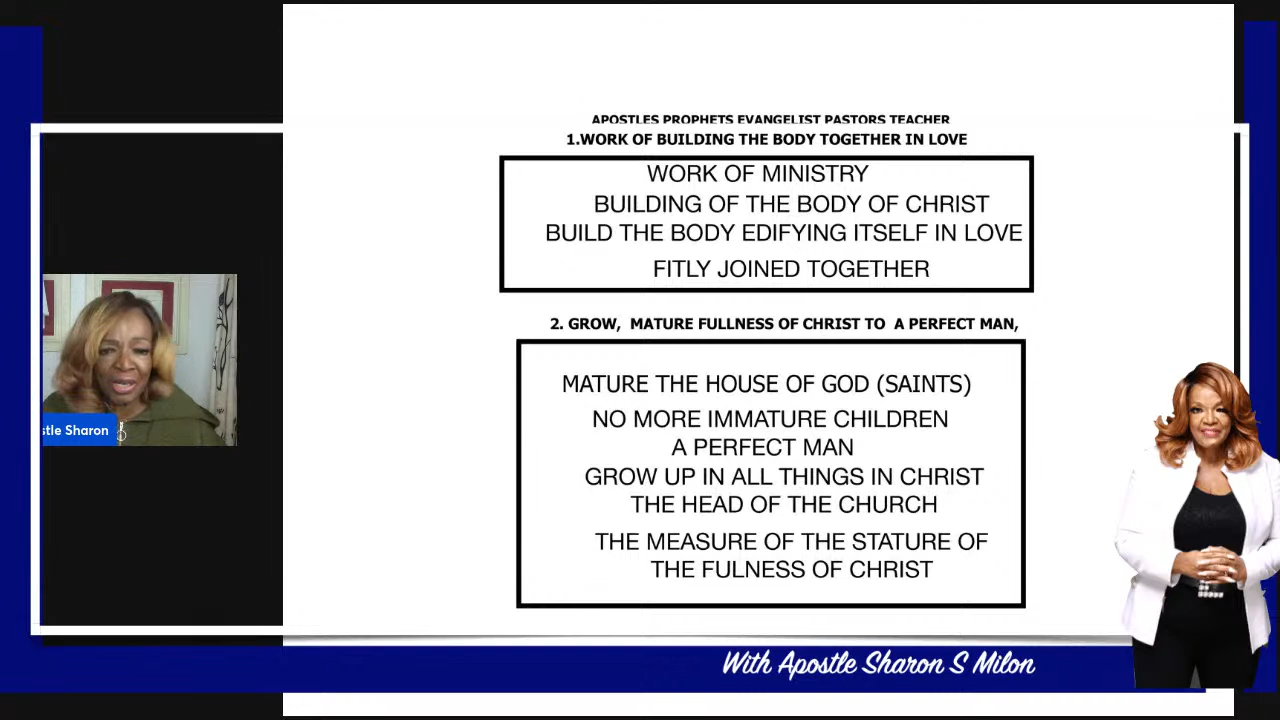 APOSTLES PROPHETS EVANGELIST PASTORS TEACHER
1.WORK OF BUILDING THE BODY TOGETHER IN LOVE
WORK OF MINISTRY
BUILDING OF THE BODY OF CHRIST
BUILD THE BODY EDIFYING ITSELF IN LOVE
FITLY JOINED TOGETHER
2. GROW, MATURE FULLNESS OF CHRIST TO A PERFECT MAN,
MATURE THE HOUSE OF GOD (SAINTS)
NO MORE IMMATURE CHILDREN
A PERFECT MAN
GROW UP IN ALL THINGS IN CHRIST
THE HEAD OF THE CHURCH
THE MEASURE OF THE STATURE OF
THE FULNESS OF CHRIST
stle Sharon
With Apostle Sharon S Milon